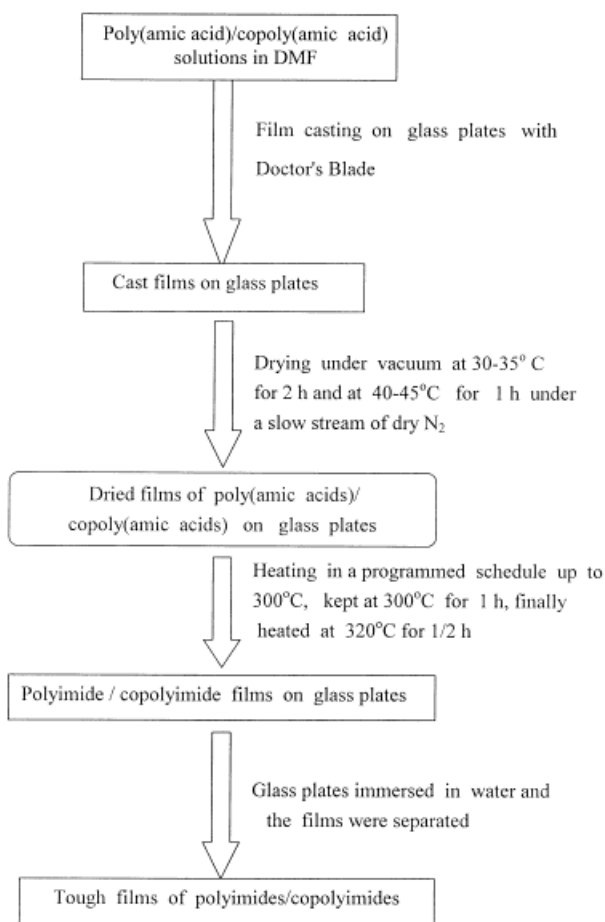 Poly(amic acid)/copoly(amic acid)
solutions in DMF
Film casting on glass plates with
Doctor's Blade
Cast films on glass plates
Drying under vacuum at 30-35° C
for 2 h and at 40-45°C for 1 h under
a slow stream of dry N₂
Dried films of poly(amic acids)/
copoly(amic acids) on glass plates
Heating in a programmed schedule up to
300°C, kept at 300°C for 1 h, finally
heated at 320°C for 1/2 h
Polyimide / copolyimide films on glass plates
Glass plates immersed in water and
the films were separated
Tough films of polyimides/copolyimides